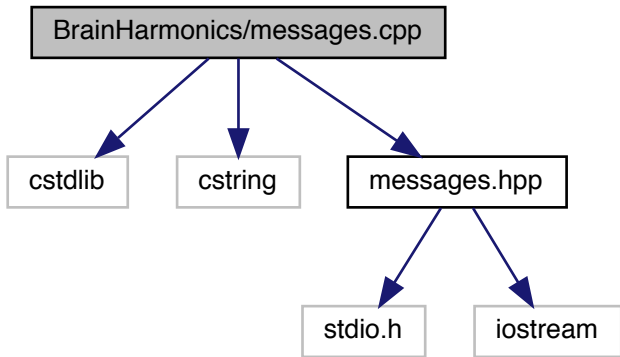 BrainHarmonics/messages.cpp
cstdlib
cstring
messages.hpp
stdio.h
iostream